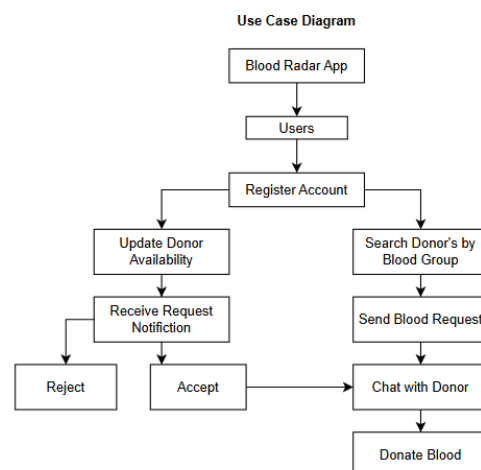 Use Case Diagram
Blood Radar App
Users
Register Account
Update Donor
Availability
Search Donor's by
Blood Group
Receive Request
Notifiction
Send Blood Request
Reject
Accept
Chat with Donor
Donate Blood